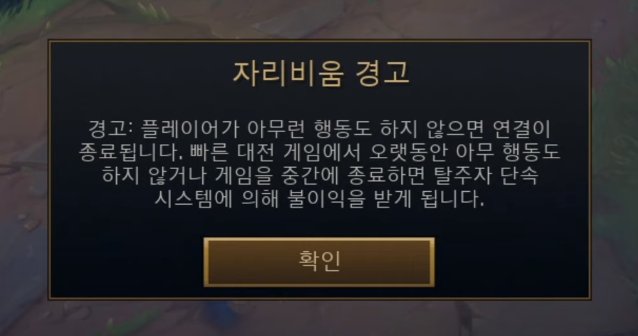 자리비움 경고
경고: 플레이어가 아무런 행동도 하지 않으면 연결이
종료됩니다. 빠른 대전 게임에서 오랫동안 아무 행동도
하지 않거나 게임을 중간에 종료하면 탈주자 단속
시스템에 의해 불이익을 받게 됩니다.
확인